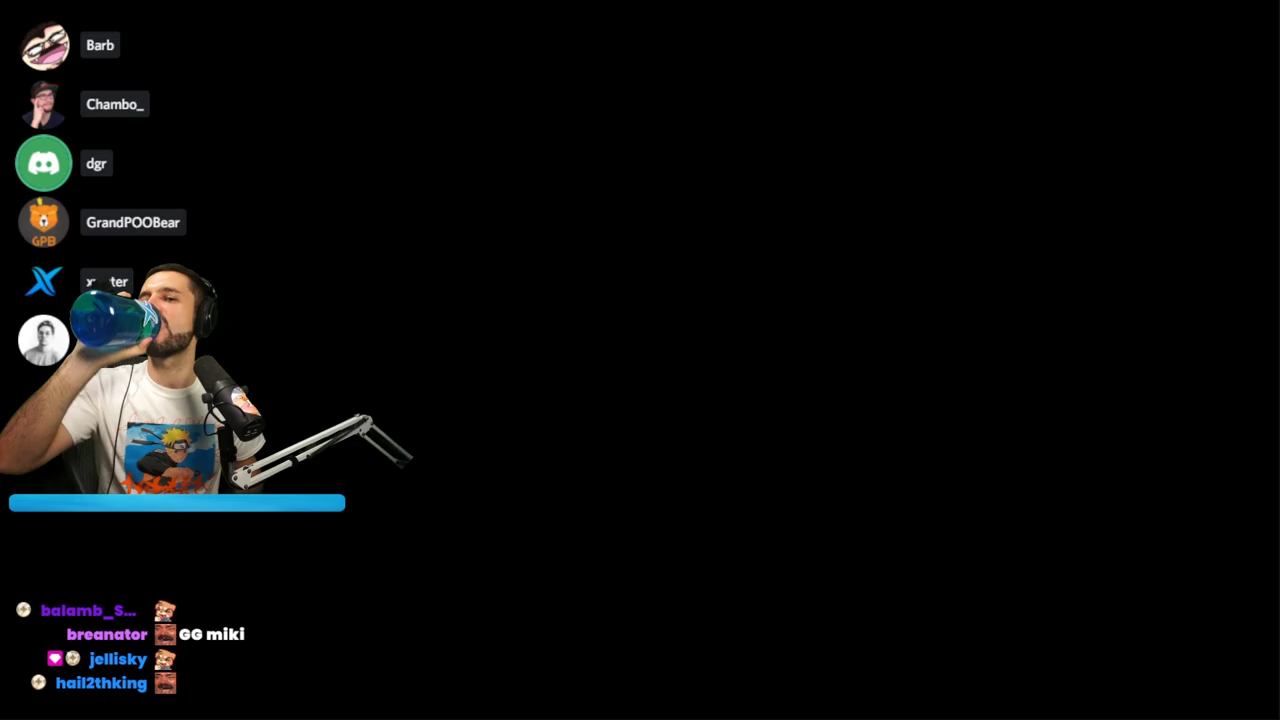 Barb
Chambo_
dgr
GrandPOOBear
GPB
balamb_S...
breanator GG miki
jellisky
hail2thking